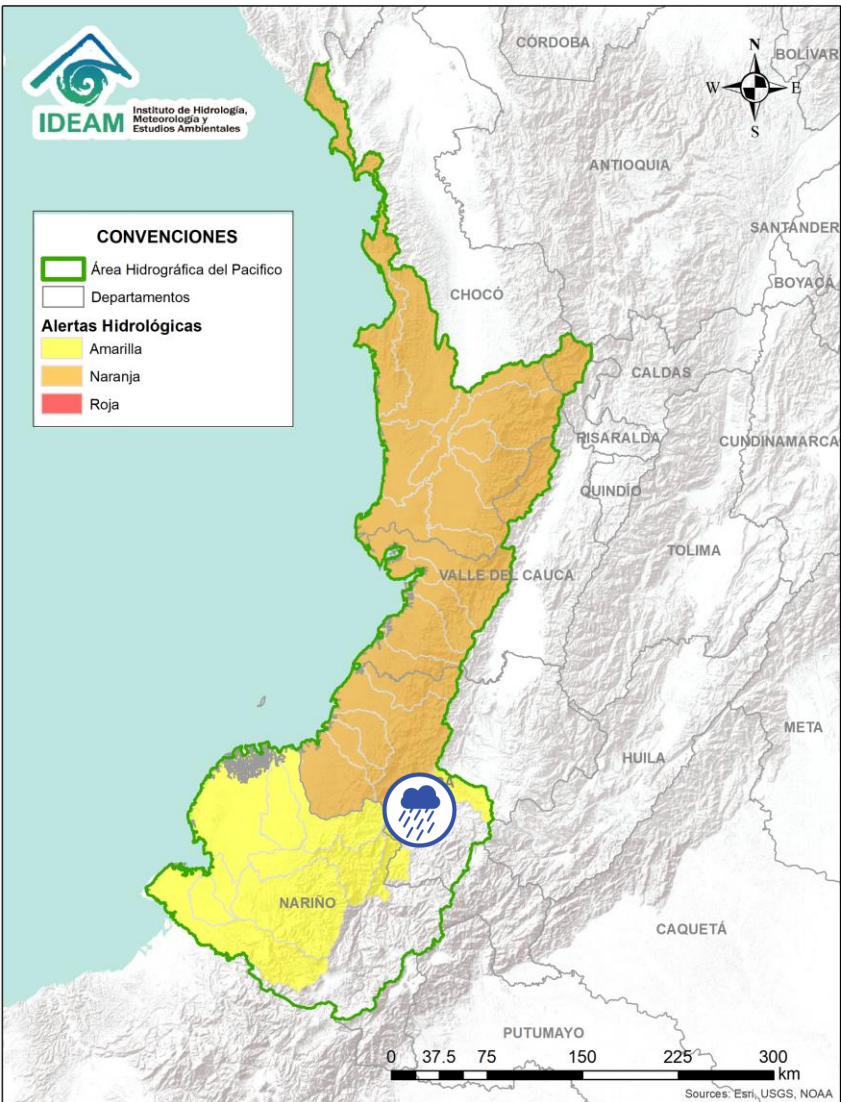 IDEAM
Instituto de Hidrología,
Meteorología y
Estudios Ambientales
CÓRDOBA
BOLÍVAR
N
W E
S
ANTIOQUIA
SANTANDER
BOYACÁ
CONVENCIONES
Área Hidrográfica del Pacifico
Departamentos
Alertas Hidrológicas
Amarilla
Naranja
Roja
CHOCÓ
CALDAS
RISARALDA
CUNDINAMARCA
QUINDÍO
TOLIMA
VALLE DEL CAUCA
META
HUILA
NARIÑO
CAQUETÁ
PUTUMAYO
0 37.5 75 150 225 300
km
Sources: Esri, USGS, NOAA